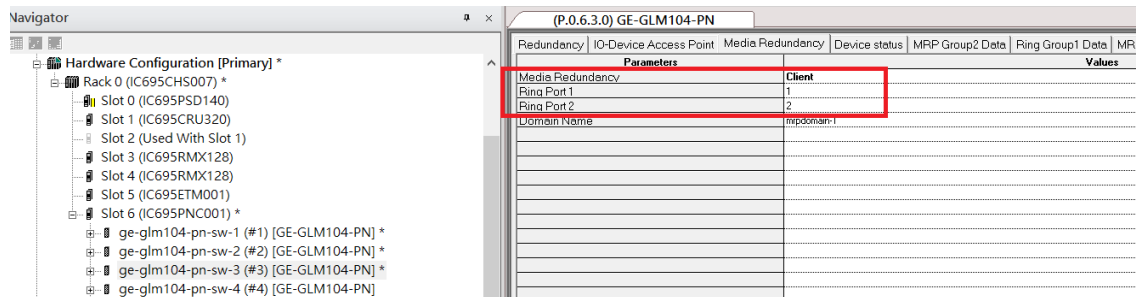 Navigator
Hardware Configuration [Primary] *
Rack 0 (IC695CHS007) *
Slot 0 (IC695PSD140)
Slot 1 (IC695CRU320)
Slot 2 (Used With Slot 1)
Slot 3 (IC695RMX128)
Slot 4 (IC695RMX128)
Slot 5 (IC695ETM001)
Slot 6 (IC695PNC001) *
ge-glm104-pn-sw-1 (#1) [GE-GLM104-PN] *
ge-glm104-pn-sw-2 (#2) [GE-GLM104-PN] *
ge-glm104-pn-sw-3 (#3) [GE-GLM104-PN] *
ge-glm104-pn-sw-4 (#4) [GE-GLM104-PN]
(P.0.6.3.0) GE-GLM104-PN
Redundancy IO-Device Access Point Media Redundancy Device status MRP Group2 Data Ring Group1 Data MR
Parameters Values
Media Redundancy Client
Ring Port 1 1
Ring Port 2 2
Domain Name mrpdomain-1